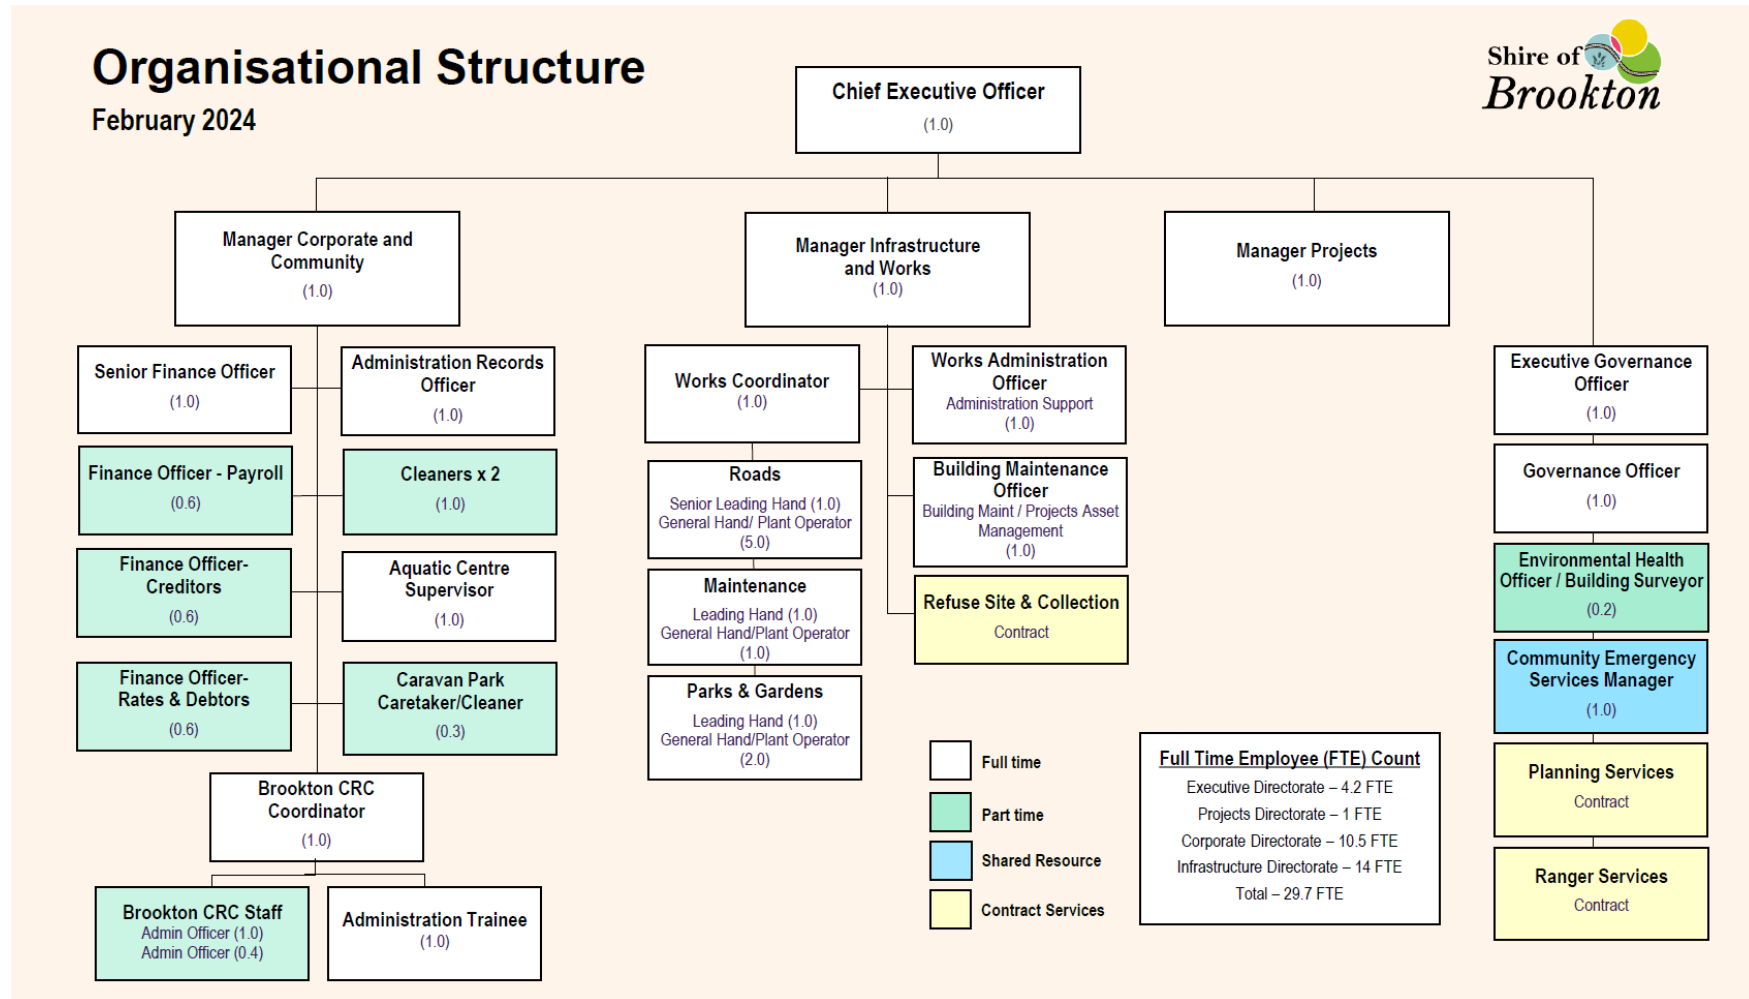 Organisational Structure
February 2024
Shire of
Brookton
Chief Executive Officer
(1.0)
Manager Corporate and
Community
(1.0)
Manager Infrastructure
and Works
(1.0)
Manager Projects
(1.0)
Senior Finance Officer
(1.0)
Administration Records
Officer
(1.0)
Finance Officer - Payroll
(0.6)
Cleaners x 2
(1.0)
Finance Officer-
Creditors
(0.6)
Aquatic Centre
Supervisor
(1.0)
Finance Officer-
Rates & Debtors
(0.6)
Caravan Park
Caretaker/Cleaner
(0.3)
Brookton CRC
Coordinator
(1.0)
Brookton CRC Staff
Admin Officer (1.0)
Admin Officer (0.4)
Administration Trainee
(1.0)
Works Coordinator
(1.0)
Roads
Senior Leading Hand (1.0)
General Hand/ Plant Operator
(5.0)
Maintenance
Leading Hand (1.0)
General Hand/Plant Operator
(1.0)
Parks & Gardens
Leading Hand (1.0)
General Hand/Plant Operator
(2.0)
Works Administration
Officer
Administration Support
(1.0)
Building Maintenance
Officer
Building Maint / Projects Asset
Management
(1.0)
Refuse Site & Collection
Contract
Executive Governance
Officer
(1.0)
Governance Officer
(1.0)
Environmental Health
Officer / Building Surveyor
(0.2)
Community Emergency
Services Manager
(1.0)
Planning Services
Contract
Ranger Services
Contract
Full time
Part time
Shared Resource
Contract Services
Full Time Employee (FTE) Count
Executive Directorate – 4.2 FTE
Projects Directorate – 1 FTE
Corporate Directorate – 10.5 FTE
Infrastructure Directorate – 14 FTE
Total – 29.7 FTE